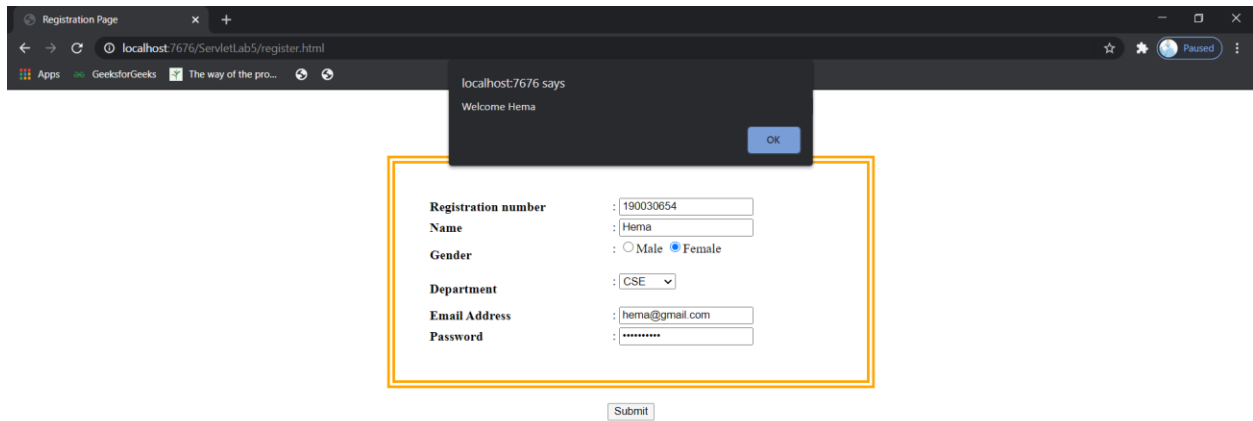 Registration Page
localhost:7676/ServletLab5/register.html
Paused
Apps GeeksforGeeks The way of the pro...
localhost:7676 says
Welcome Hema
OK
Registration number : 190030654
Name : Hema
Gender : Male Female
Department : CSE
Email Address : hema@gmail.com
Password : ••••••••••
Submit